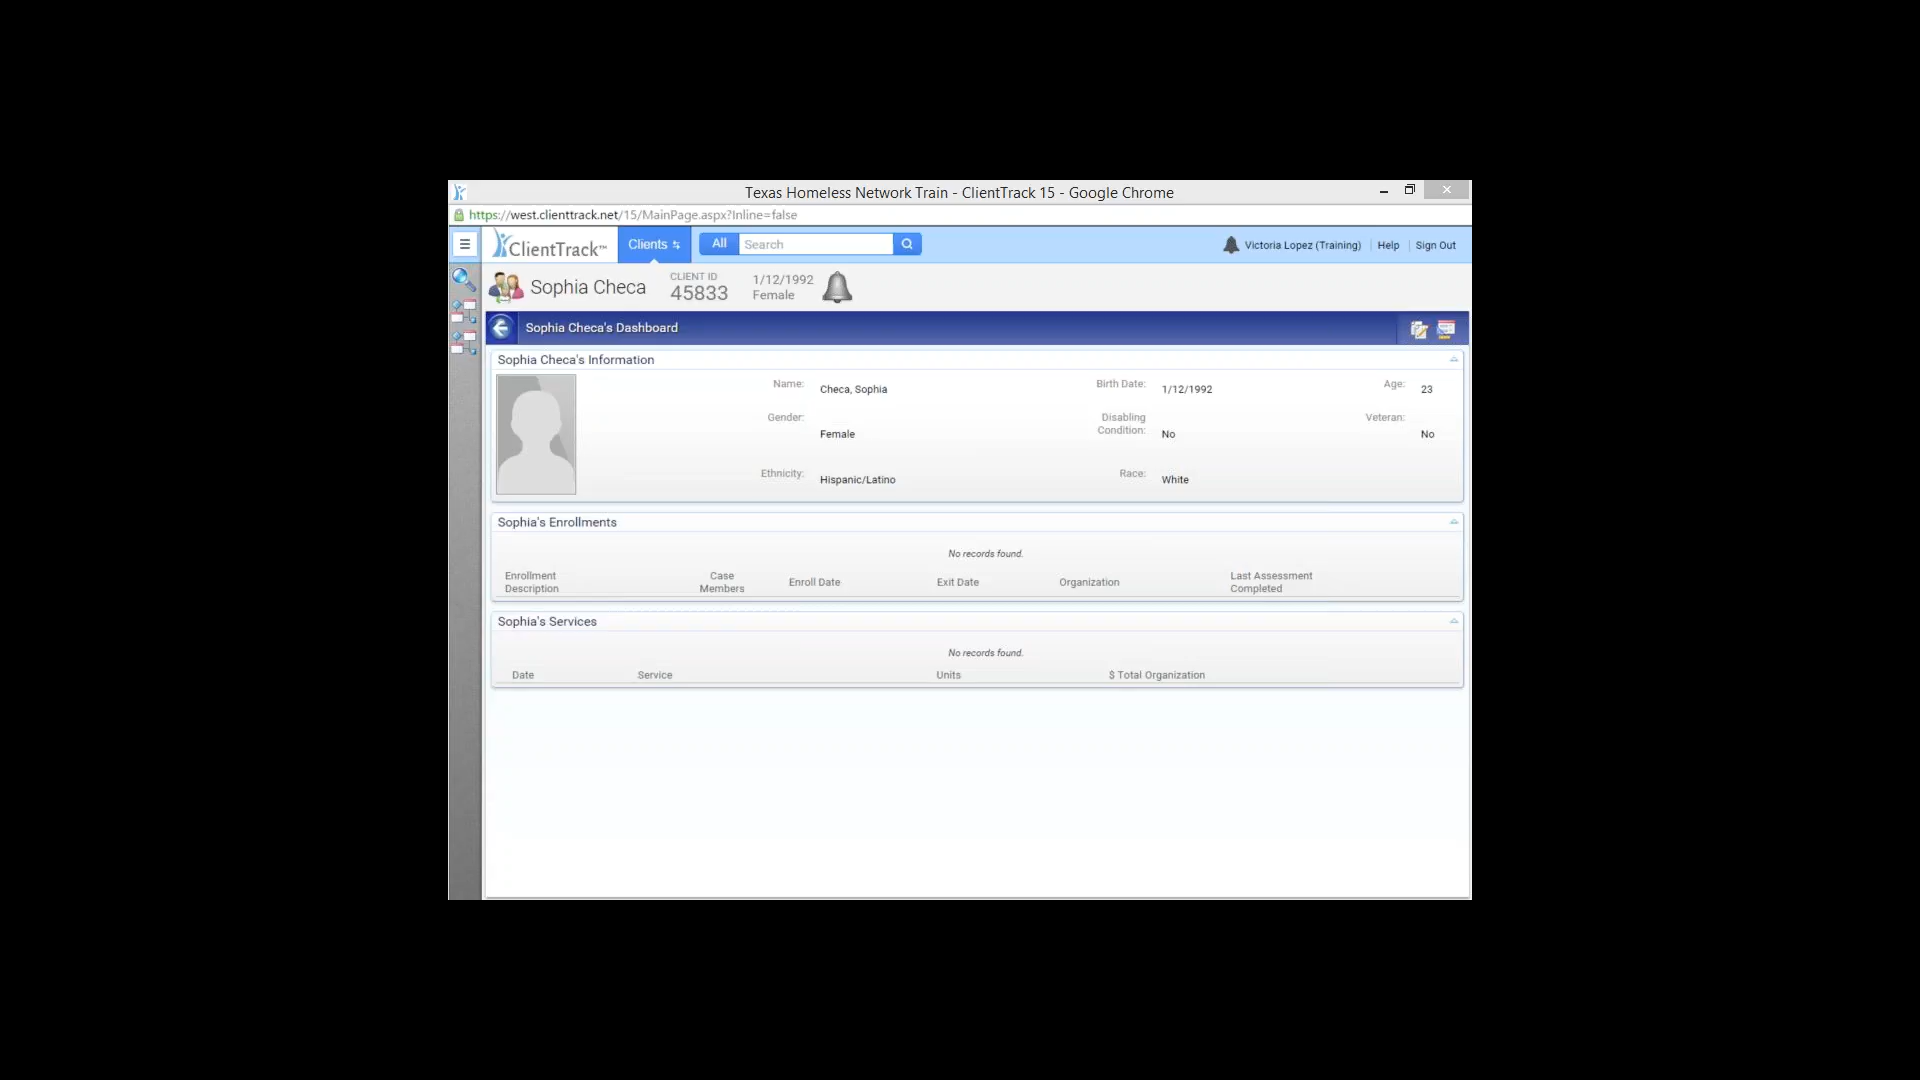 Texas Homeless Network Train - ClientTrack 15 - Google Chrome
https://west.clienttrack.net/15/MainPage.aspx?Inline=false
ClientTrack™ Clients All Search Victoria Lopez (Training) Help Sign Out
Sophia Checa CLIENT ID 45833 1/12/1992 Female
Sophia Checa's Dashboard
Sophia Checa's Information
Name: Checa, Sophia Birth Date: 1/12/1992 Age: 23
Gender: Female Disabling Condition: No Veteran: No
Ethnicity: Hispanic/Latino Race: White
Sophia's Enrollments
No records found.
Enrollment Description Case Members Enroll Date Exit Date Organization Last Assessment Completed
Sophia's Services
No records found.
Date Service Units $ Total Organization